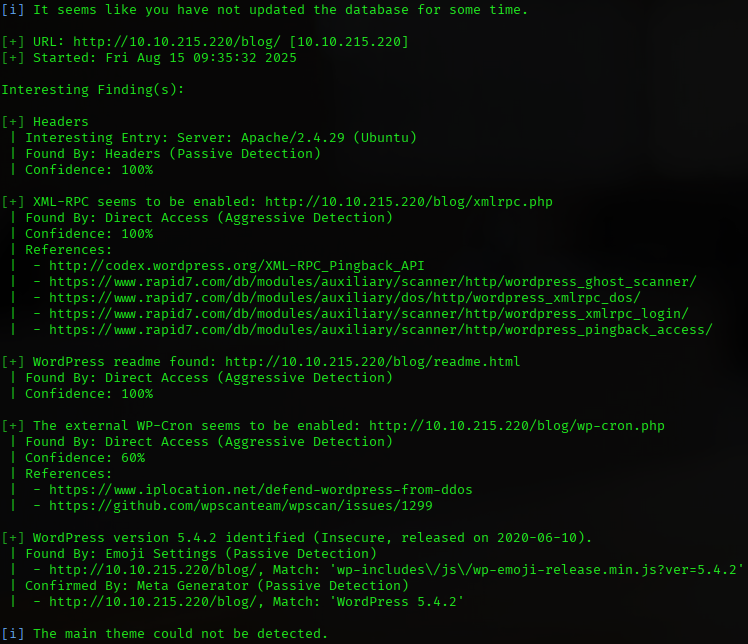 [i] It seems like you have not updated the database for some time.
[+] URL: http://10.10.215.220/blog/ [10.10.215.220]
[+] Started: Fri Aug 15 09:35:32 2025
Interesting Finding(s):
[+] Headers
| Interesting Entry: Server: Apache/2.4.29 (Ubuntu)
| Found By: Headers (Passive Detection)
| Confidence: 100%
[+] XML-RPC seems to be enabled: http://10.10.215.220/blog/xmlrpc.php
| Found By: Direct Access (Aggressive Detection)
| Confidence: 100%
| References:
|  - http://codex.wordpress.org/XML-RPC_Pingback_API
|  - https://www.rapid7.com/db/modules/auxiliary/scanner/http/wordpress_ghost_scanner/
|  - https://www.rapid7.com/db/modules/auxiliary/dos/http/wordpress_xmlrpc_dos/
|  - https://www.rapid7.com/db/modules/auxiliary/scanner/http/wordpress_xmlrpc_login/
|  - https://www.rapid7.com/db/modules/auxiliary/scanner/http/wordpress_pingback_access/
[+] WordPress readme found: http://10.10.215.220/blog/readme.html
| Found By: Direct Access (Aggressive Detection)
| Confidence: 100%
[+] The external WP-Cron seems to be enabled: http://10.10.215.220/blog/wp-cron.php
| Found By: Direct Access (Aggressive Detection)
| Confidence: 60%
| References:
|  - https://www.iplocation.net/defend-wordpress-from-ddos
|  - https://github.com/wpscanteam/wpscan/issues/1299
[+] WordPress version 5.4.2 identified (Insecure, released on 2020-06-10).
| Found By: Emoji Settings (Passive Detection)
|  - http://10.10.215.220/blog/, Match: 'wp-includes\/js\/wp-emoji-release.min.js?ver=5.4.2'
| Confirmed By: Meta Generator (Passive Detection)
|  - http://10.10.215.220/blog/, Match: 'WordPress 5.4.2'
[i] The main theme could not be detected.